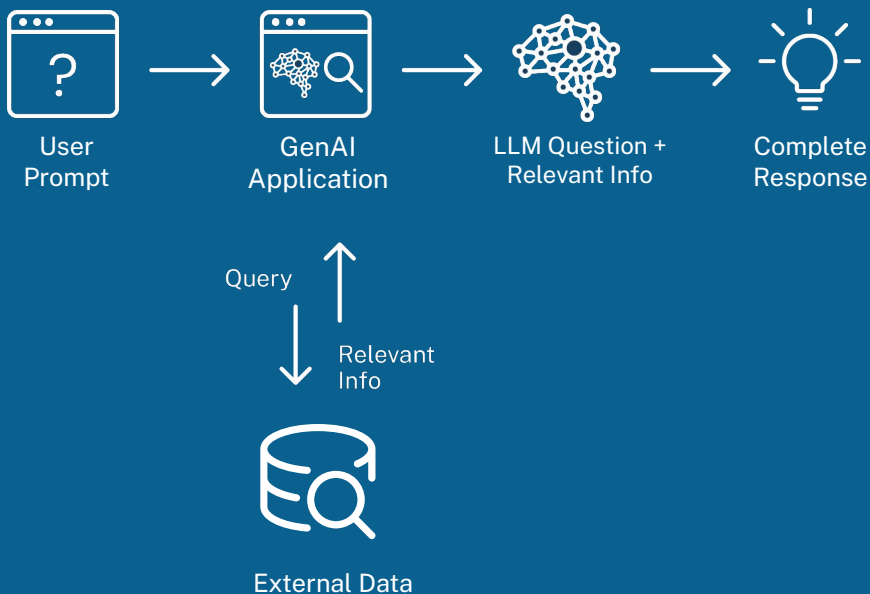 ?
User
Prompt
GenAI
Application
LLM Question +
Relevant Info
Complete
Response
Query
Relevant
Info
External Data